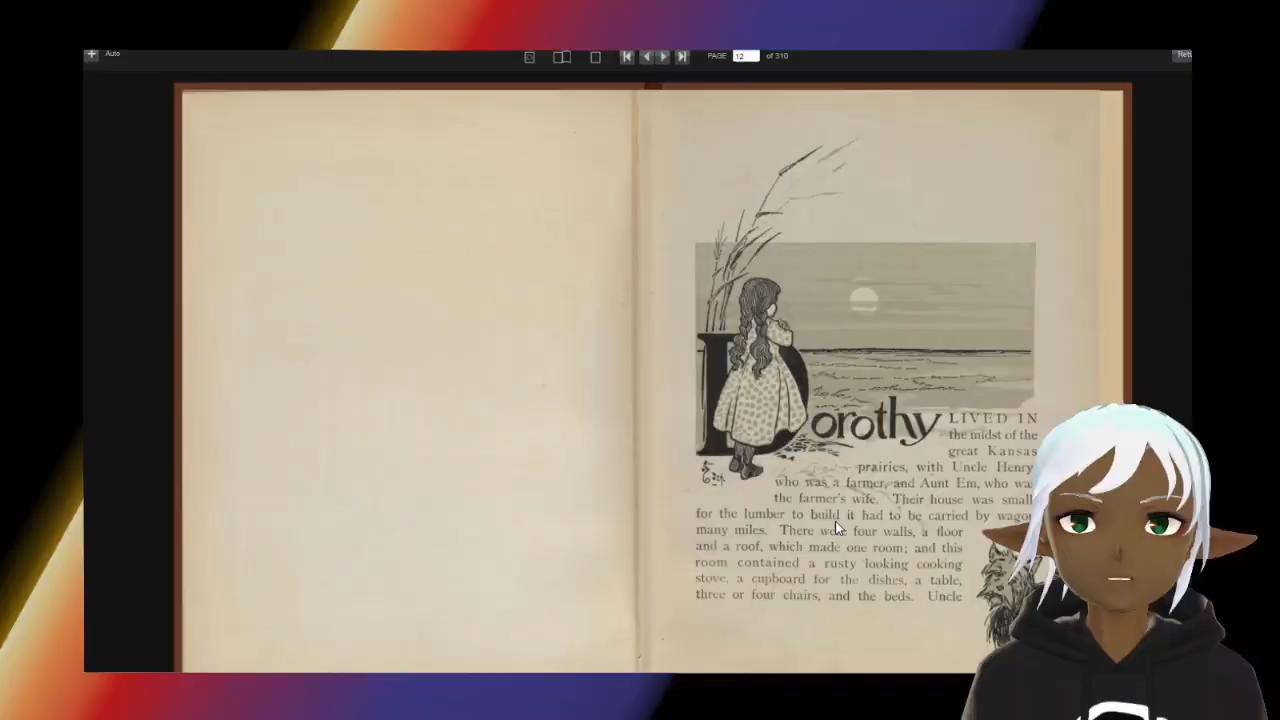 Auto
PAGE 12 of 310
Dorothy LIVED IN
the midst of the
great Kansas
prairies, with Uncle Henry
who was a farmer, and Aunt Em, who was
the farmer's wife. Their house was small
for the lumber to build it had to be carried by wagon
many miles. There were four walls, a floor
and a roof, which made one room; and this
room contained a rusty looking cooking
stove, a cupboard for the dishes, a table,
three or four chairs, and the beds. Uncle